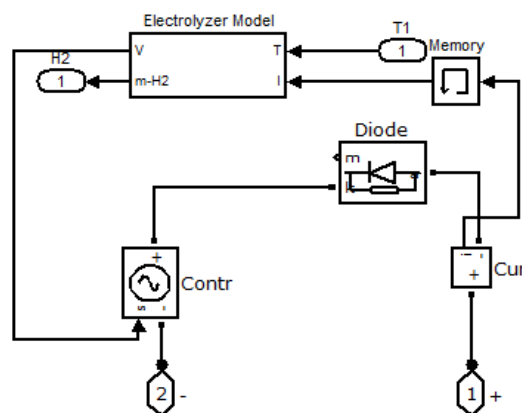 Electrolyzer Model
H2
1
V
m-H2
T
I
T1
1
Memory
Diode
m
k
a
+
s
-
Contr
i
-
+
Cur
2
-
1
+